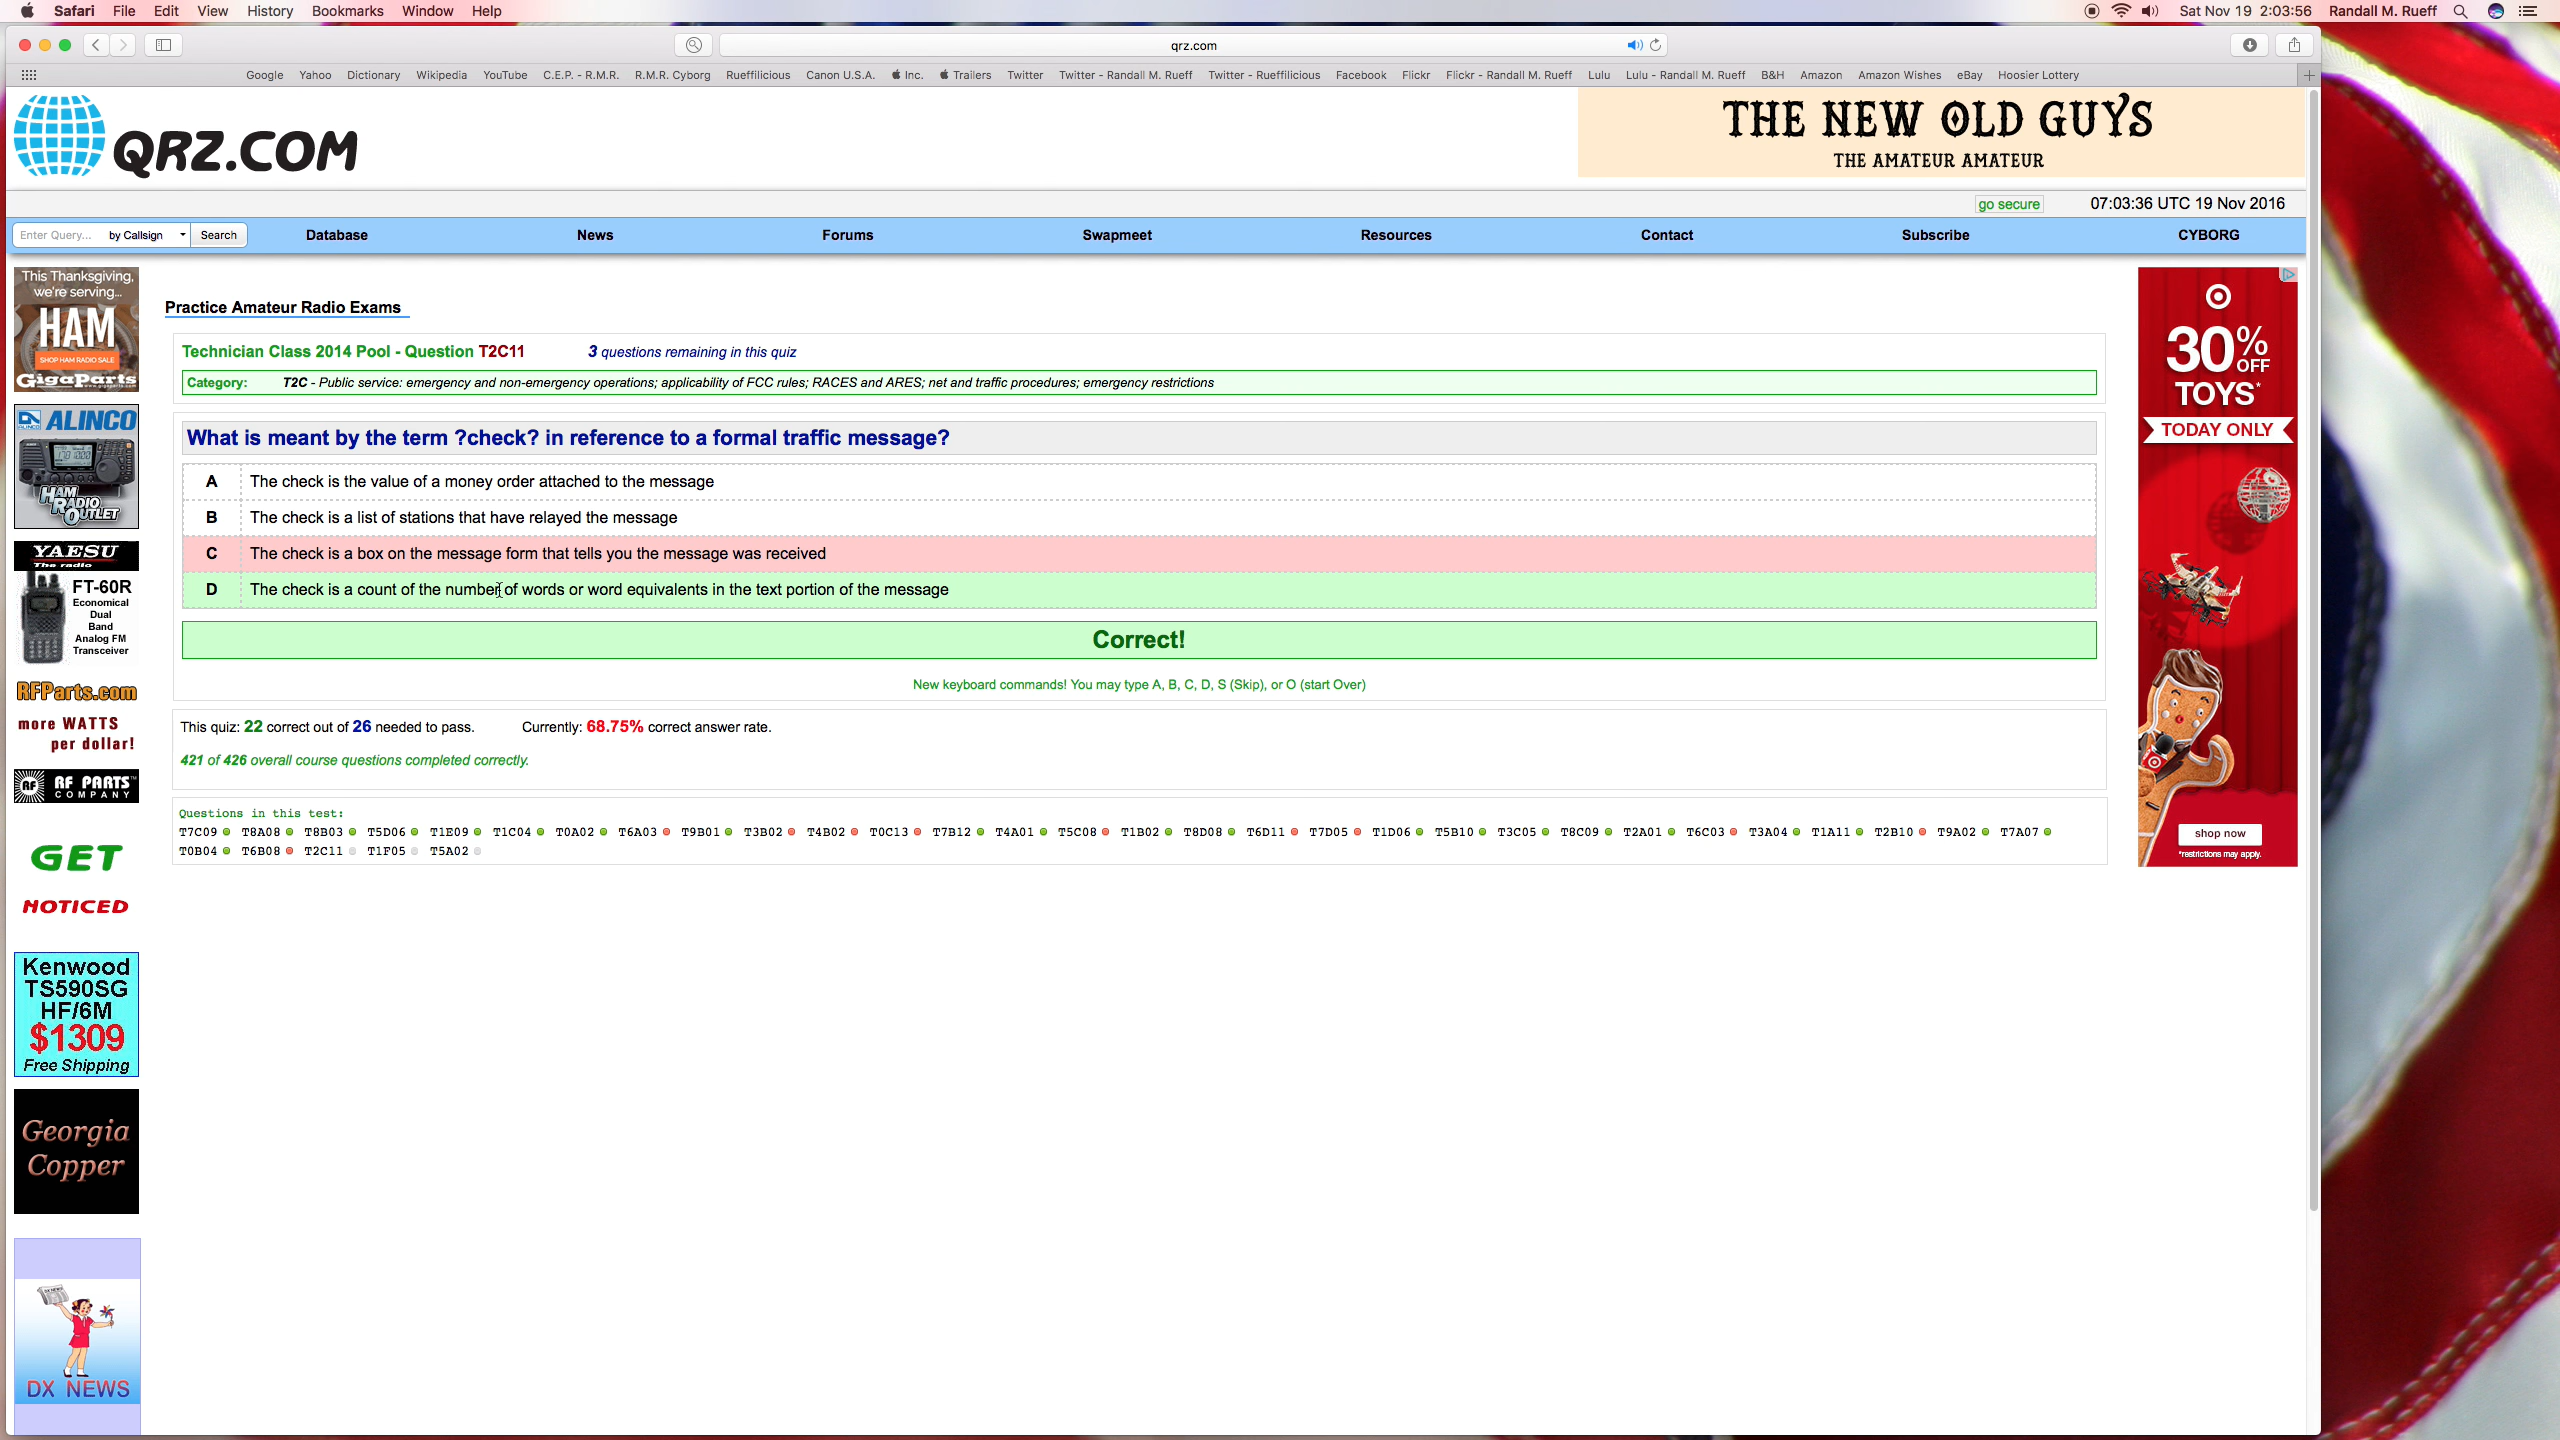 Safari File Edit View History Bookmarks Window Help
Sat Nov 19 2:03:56 Randall M. Rueff
qrz.com
Google Yahoo Dictionary Wikipedia YouTube C.E.P. - R.M.R. R.M.R. Cyborg Rueffilicious Canon U.S.A. Inc. Trailers Twitter Twitter - Randall M. Rueff Twitter - Rueffilicious Facebook Flickr Flickr - Randall M. Rueff Lulu Lulu - Randall M. Rueff B&H Amazon Amazon Wishes eBay Hoosier Lottery
QRZ.COM
THE NEW OLD GUYS
THE AMATEUR AMATEUR
go secure 07:03:36 UTC 19 Nov 2016
Enter Query... by Callsign Search Database News Forums Swapmeet Resources Contact Subscribe CYBORG
This Thanksgiving,
we're serving...
HAM
SHOP HAM RADIO SALE
GigaParts
ALINCO
HAM RADIO OUTLET
YAESU
The radio
FT-60R
Economical
Dual
Band
Analog FM
Transceiver
RFParts.com
more WATTS
per dollar!
RF RF PARTS
COMPANY
GET
NOTICED
Kenwood
TS590SG
HF/6M
$1309
Free Shipping
Georgia
Copper
DX NEWS
Practice Amateur Radio Exams
Technician Class 2014 Pool - Question T2C11 3 questions remaining in this quiz
Category: T2C - Public service: emergency and non-emergency operations; applicability of FCC rules; RACES and ARES; net and traffic procedures; emergency restrictions
What is meant by the term ?check? in reference to a formal traffic message?
A The check is the value of a money order attached to the message
B The check is a list of stations that have relayed the message
C The check is a box on the message form that tells you the message was received
D The check is a count of the number of words or word equivalents in the text portion of the message
Correct!
New keyboard commands! You may type A, B, C, D, S (Skip), or O (start Over)
This quiz: 22 correct out of 26 needed to pass. Currently: 68.75% correct answer rate.
421 of 426 overall course questions completed correctly.
Questions in this test:
T7C09 T8A08 T8B03 T5D06 T1E09 T1C04 T0A02 T6A03 T9B01 T3B02 T4B02 T0C13 T7B12 T4A01 T5C08 T1B02 T8D08 T6D11 T7D05 T1D06 T5B10 T3C05 T8C09 T2A01 T6C03 T3A04 T1A11 T2B10 T9A02 T7A07
T0B04 T6B08 T2C11 T1F05 T5A02
30% OFF
TOYS*
TODAY ONLY
shop now
*restrictions may apply.